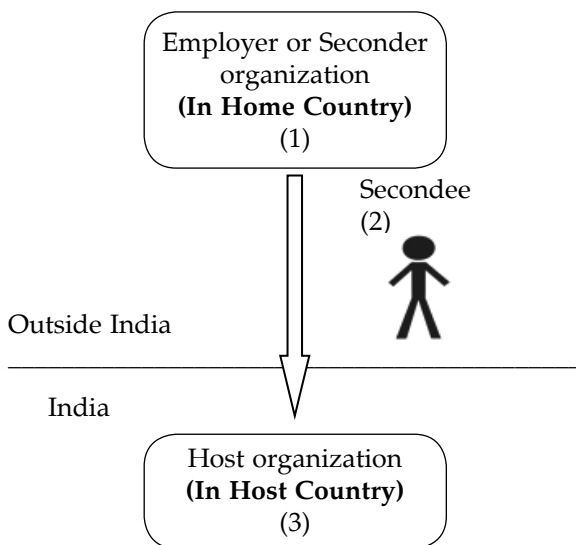 Employer or Seconder
organization
(In Home Country)
(1)
Secondee
(2)
Outside India
India
Host organization
(In Host Country)
(3)